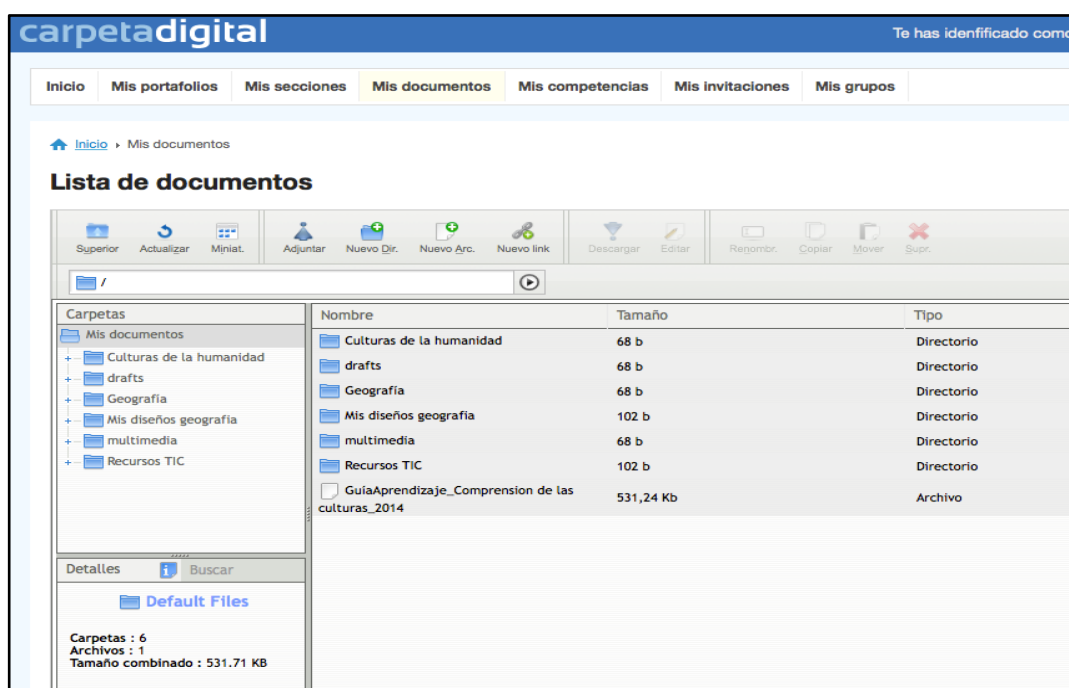 carpetadigital
Te has idenfificado como
Inicio Mis portafolios Mis secciones Mis documentos Mis competencias Mis invitaciones Mis grupos
Inicio › Mis documentos
Lista de documentos
Superior Actualizar Miniat. Adjuntar Nuevo Dir. Nuevo Arc. Nuevo link Descargar Editar Renombr. Copiar Mover Supr.
/
Carpetas
Mis documentos
Culturas de la humanidad
drafts
Geografía
Mis diseños geografia
multimedia
Recursos TIC
Nombre Tamaño Tipo
Culturas de la humanidad 68 b Directorio
drafts 68 b Directorio
Geografía 68 b Directorio
Mis diseños geografia 102 b Directorio
multimedia 68 b Directorio
Recursos TIC 102 b Directorio
GuiaAprendizaje_Comprension de las
culturas_2014 531,24 Kb Archivo
Detalles Buscar
Default Files
Carpetas : 6
Archivos : 1
Tamaño combinado : 531.71 KB